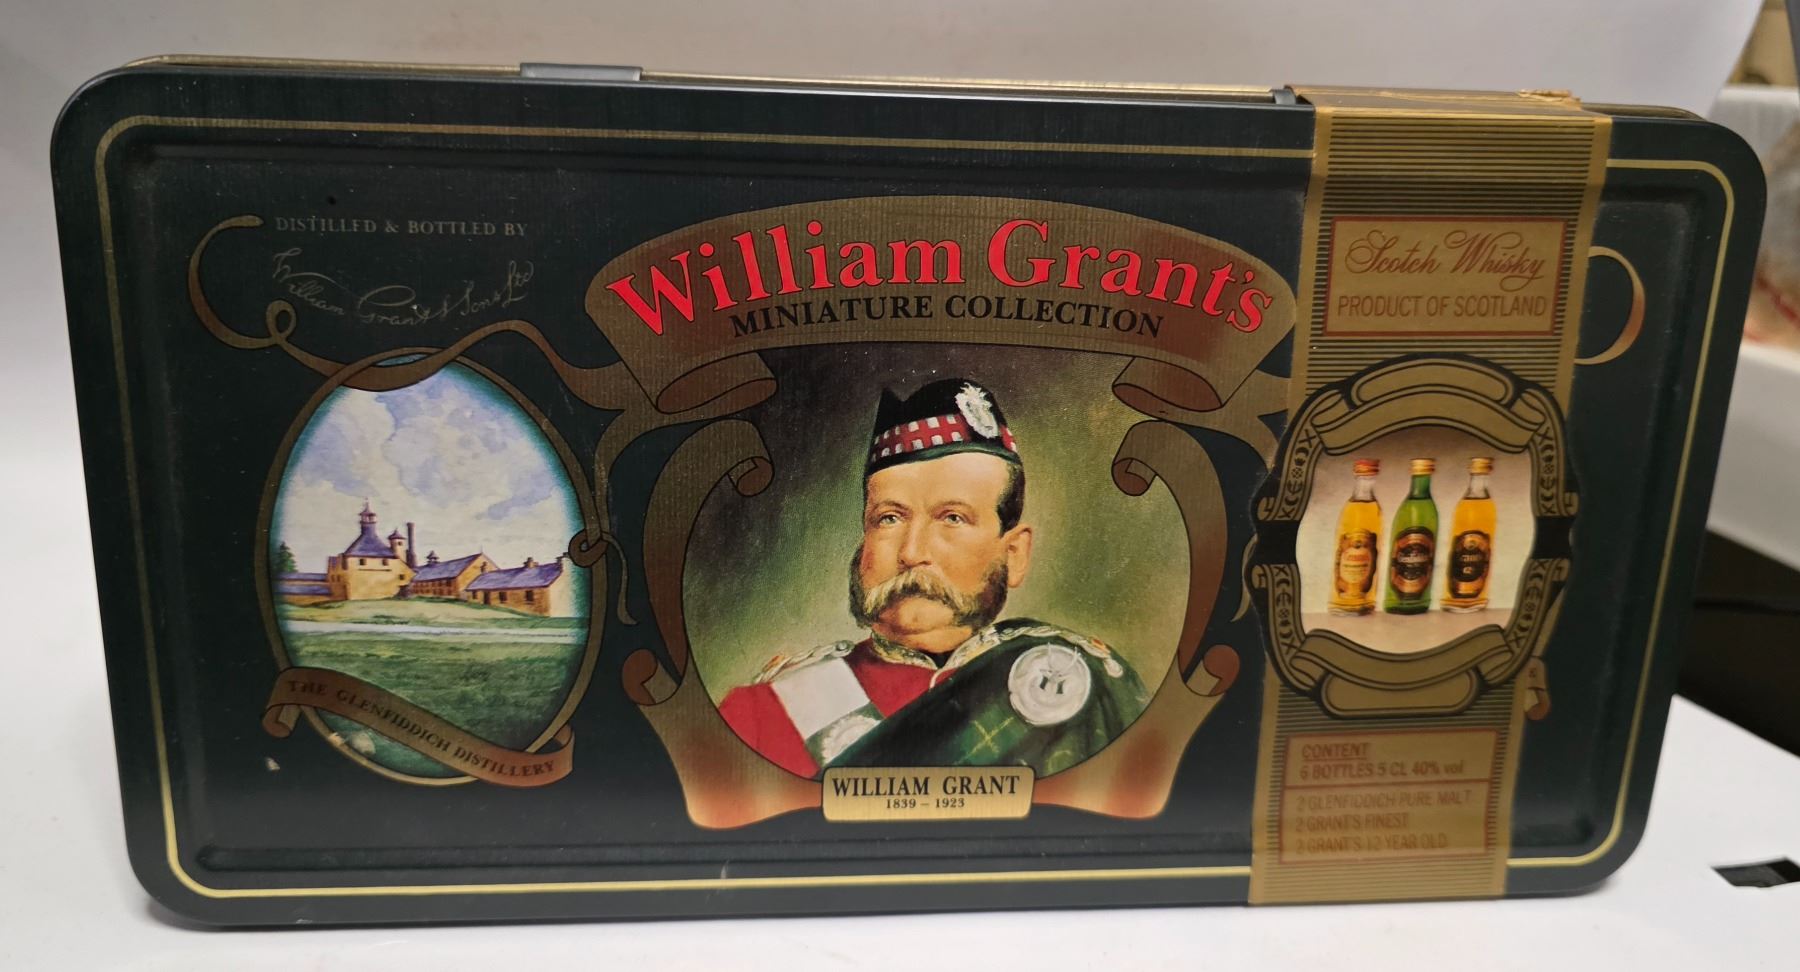 DISTILLED & BOTTLED BY
William Grant & Sons Ltd
THE GLENFIDDICH DISTILLERY
William Grant's
MINIATURE COLLECTION
WILLIAM GRANT
1839 – 1923
Scotch Whisky
PRODUCT OF SCOTLAND
CONTENT
6 BOTTLES 5 CL 40% vol
2 GLENFIDDICH PURE MALT
2 GRANT'S FINEST
2 GRANT'S 12 YEAR OLD